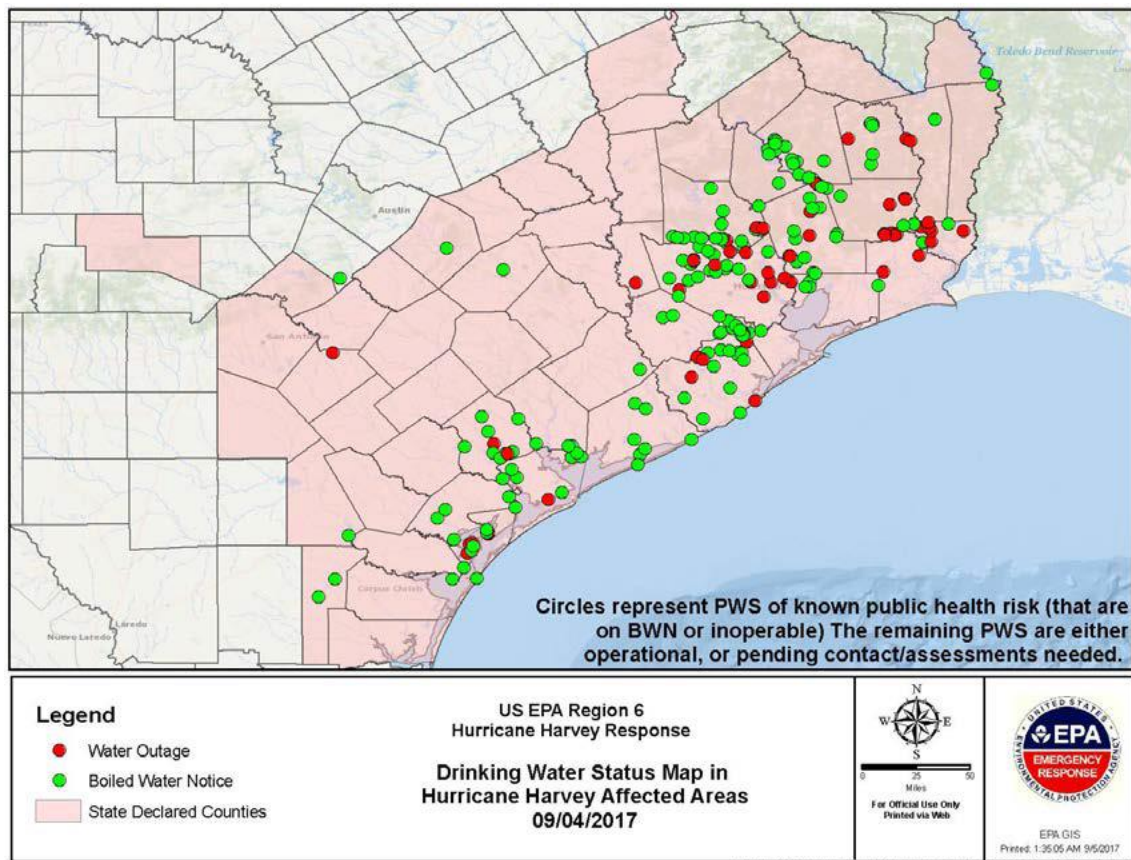 Toledo Bend Reservoir
Austin
San Antonio
Corpus Christi
Laredo
Nuevo Laredo
Circles represent PWS of known public health risk (that are
on BWN or inoperable) The remaining PWS are either
operational, or pending contact/assessments needed.
Legend
Water Outage
Boiled Water Notice
State Declared Counties
US EPA Region 6
Hurricane Harvey Response
Drinking Water Status Map in
Hurricane Harvey Affected Areas
09/04/2017
N
W E
S
0 25 50
Miles
For Official Use Only
Printed via Web
UNITED STATES
EPA
EMERGENCY
RESPONSE
ENVIRONMENTAL PROTECTION AGENCY
EPA GIS
Printed: 1:35:05 AM 9/5/2017